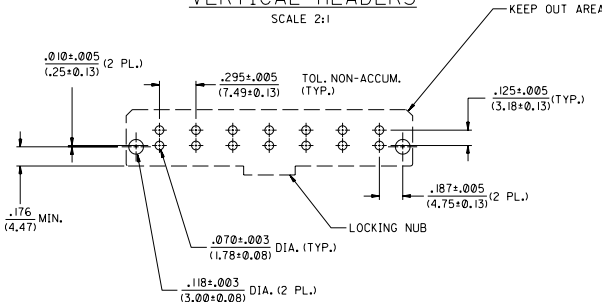 VERTICAL HEADERS
SCALE 2:1
KEEP OUT AREA
.010±.005
(.25±0.13)
(2 PL.)
.295±.005
(7.49±0.13)
TOL. NON-ACCUM.
(TYP.)
.125±.005
(3.18±0.13)
(TYP.)
.187±.005
(4.75±0.13)
(2 PL.)
.176
(4.47)
MIN.
LOCKING NUB
.070±.003
(1.78±0.08)
DIA. (TYP.)
.118±.003
(3.00±0.08)
DIA. (2 PL.)